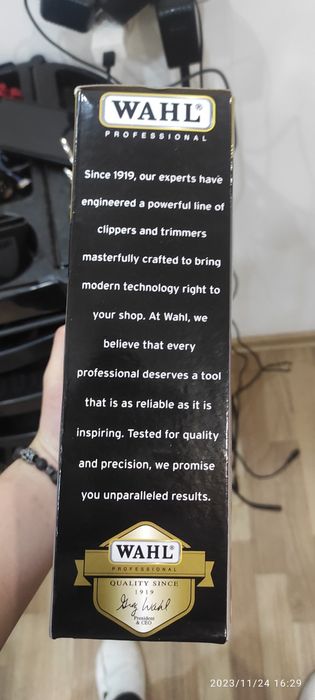 WAHL®
PROFESSIONAL
Since 1919, our experts have
engineered a powerful line of
clippers and trimmers
masterfully crafted to bring
modern technology right to
your shop. At Wahl, we
believe that every
professional deserves a tool
that is as reliable as it is
inspiring. Tested for quality
and precision, we promise
you unparalleled results.
WAHL®
PROFESSIONAL
QUALITY SINCE
1919
Greg Wahl
President
& CEO
2023/11/24 16:29